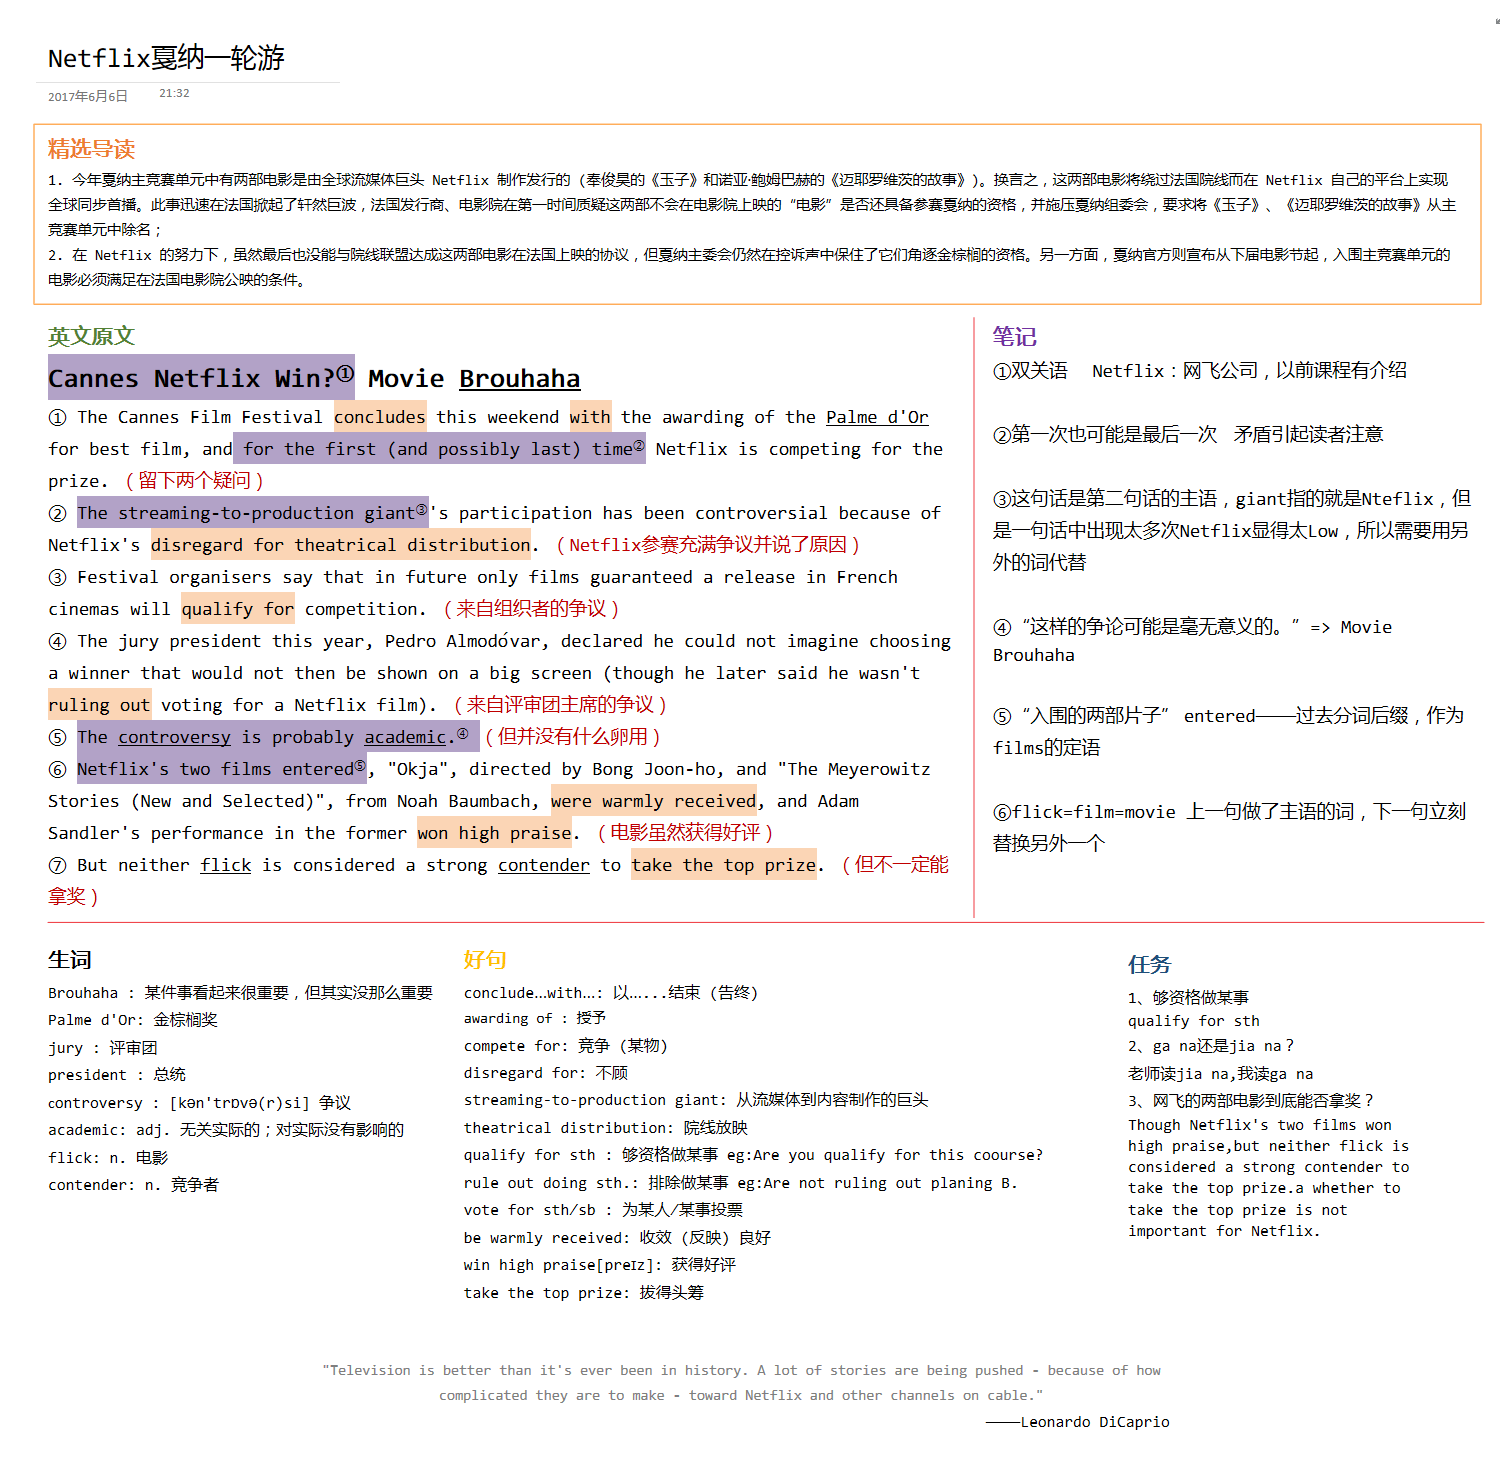 Netflix戛纳一轮游
2017年6月6日 21:32
精选导读
1. 今年戛纳主竞赛单元中有两部电影是由全球流媒体巨头 Netflix 制作发行的（奉俊昊的《玉子》和诺亚·鲍姆巴赫的《迈耶罗维茨的故事》)。换言之，这两部电影将绕过法国院线而在 Netflix 自己的平台上实现
全球同步首播。此事迅速在法国掀起了轩然巨波，法国发行商、电影院在第一时间质疑这两部不会在电影院上映的“电影”是否还具备参赛戛纳的资格，并施压戛纳组委会，要求将《玉子》、《迈耶罗维茨的故事》从主
竞赛单元中除名；
2. 在 Netflix 的努力下，虽然最后也没能与院线联盟达成这两部电影在法国上映的协议，但戛纳主委会仍然在控诉声中保住了它们角逐金棕榈的资格。另一方面，戛纳官方则宣布从下届电影节起，入围主竞赛单元的
电影必须满足在法国电影院公映的条件。
英文原文
Cannes Netflix Win?① Movie Brouhaha
① The Cannes Film Festival concludes this weekend with the awarding of the Palme d'Or
for best film, and for the first (and possibly last) time② Netflix is competing for the
prize. （留下两个疑问）
② The streaming-to-production giant③'s participation has been controversial because of
Netflix's disregard for theatrical distribution. （Netflix参赛充满争议并说了原因）
③ Festival organisers say that in future only films guaranteed a release in French
cinemas will qualify for competition. （来自组织者的争议）
④ The jury president this year, Pedro Almodóvar, declared he could not imagine choosing
a winner that would not then be shown on a big screen (though he later said he wasn't
ruling out voting for a Netflix film). （来自评审团主席的争议）
⑤ The controversy is probably academic.④ （但并没有什么卵用）
⑥ Netflix's two films entered⑤, "Okja", directed by Bong Joon-ho, and "The Meyerowitz
Stories (New and Selected)", from Noah Baumbach, were warmly received, and Adam
Sandler's performance in the former won high praise. （电影虽然获得好评）
⑦ But neither flick is considered a strong contender to take the top prize. （但不一定能
拿奖）
笔记
①双关语 Netflix：网飞公司，以前课程有介绍
②第一次也可能是最后一次 矛盾引起读者注意
③这句话是第二句话的主语，giant指的就是Nteflix，但
是一句话中出现太多次Netflix显得太Low，所以需要用另
外的词代替
④“这样的争论可能是毫无意义的。”=> Movie
Brouhaha
⑤“入围的两部片子” entered——过去分词后缀，作为
films的定语
⑥flick=film=movie 上一句做了主语的词，下一句立刻
替换另外一个
生词
Brouhaha : 某件事看起来很重要，但其实没那么重要
Palme d'Or: 金棕榈奖
jury : 评审团
president : 总统
controversy : [kən'trɒvə(r)si] 争议
academic: adj. 无关实际的；对实际没有影响的
flick: n. 电影
contender: n. 竞争者
好句
conclude...with...: 以......结束（告终）
awarding of : 授予
compete for: 竞争（某物）
disregard for: 不顾
streaming-to-production giant: 从流媒体到内容制作的巨头
theatrical distribution: 院线放映
qualify for sth : 够资格做某事 eg:Are you qualify for this coourse?
rule out doing sth.: 排除做某事 eg:Are not ruling out planing B.
vote for sth/sb : 为某人/某事投票
be warmly received: 收效（反映）良好
win high praise[preɪz]: 获得好评
take the top prize: 拔得头筹
任务
1、够资格做某事
qualify for sth
2、ga na还是jia na？
老师读jia na,我读ga na
3、网飞的两部电影到底能否拿奖？
Though Netflix's two films won
high praise,but neither flick is
considered a strong contender to
take the top prize.a whether to
take the top prize is not
important for Netflix.
"Television is better than it's ever been in history. A lot of stories are being pushed - because of how
complicated they are to make - toward Netflix and other channels on cable."
——Leonardo DiCaprio